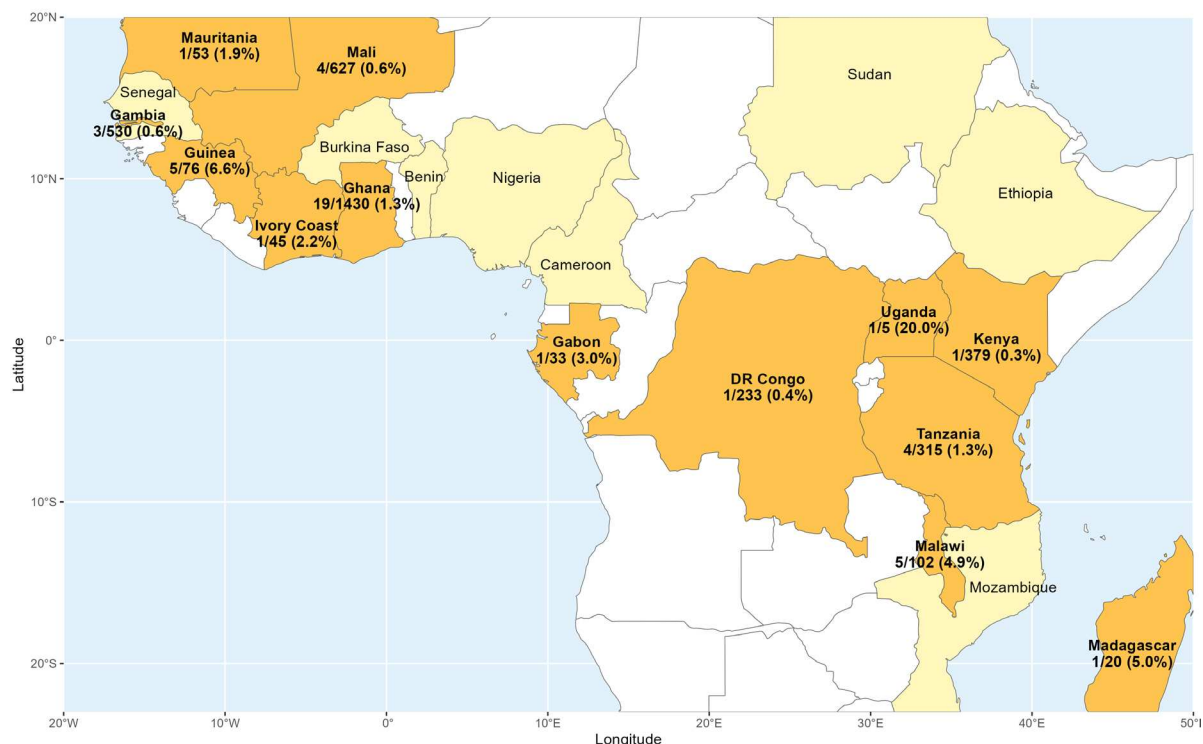 20°N
Mauritania
1/53 (1.9%)
Mali
4/627 (0.6%)
Sudan
Senegal
Gambia
3/530 (0.6%)
Burkina Faso
Guinea
5/76 (6.6%)
Benin
Nigeria
10°N
Ghana
19/1430 (1.3%)
Ethiopia
Ivory Coast
1/45 (2.2%)
Cameroon
Uganda
1/5 (20.0%)
Gabon
1/33 (3.0%)
Kenya
1/379 (0.3%)
0°
Latitude
DR Congo
1/233 (0.4%)
Tanzania
4/315 (1.3%)
10°S
Malawi
5/102 (4.9%)
Mozambique
Madagascar
1/20 (5.0%)
20°S
20°W
10°W
0°
10°E
20°E
30°E
40°E
50°E
Longitude